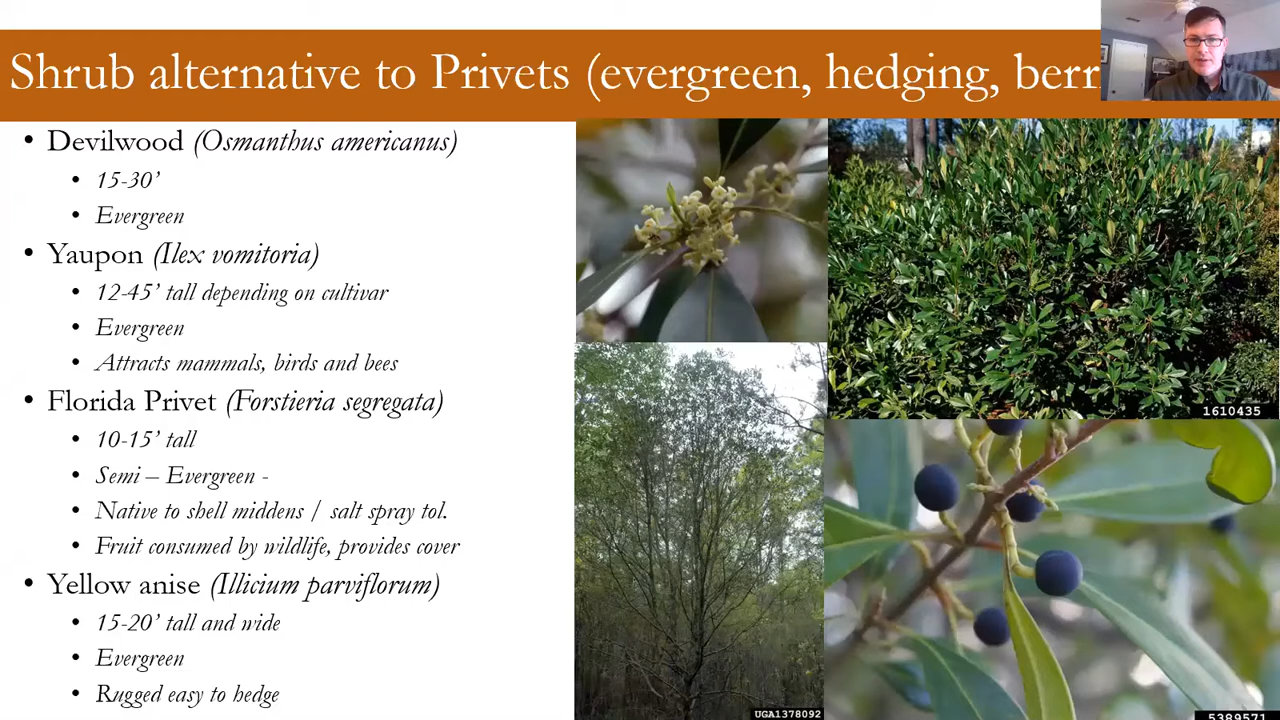 Shrub alternative to Privets (evergreen, hedging, berr
• Devilwood (Osmanthus americanus)
• 15-30’
• Evergreen
• Yaupon (Ilex vomitoria)
• 12-45’ tall depending on cultivar
• Evergreen
• Attracts mammals, birds and bees
• Florida Privet (Forstieria segregata)
• 10-15’ tall
• Semi – Evergreen -
• Native to shell middens / salt spray tol.
• Fruit consumed by wildlife, provides cover
• Yellow anise (Illicium parviflorum)
• 15-20’ tall and wide
• Evergreen
• Rugged easy to hedge
1610435
UGA1378092
5389571